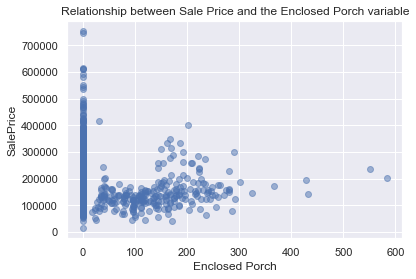 Relationship between Sale Price and the Enclosed Porch variable
700000
600000
500000
400000
300000
200000
100000
0
SalePrice
0 100 200 300 400 500 600
Enclosed Porch